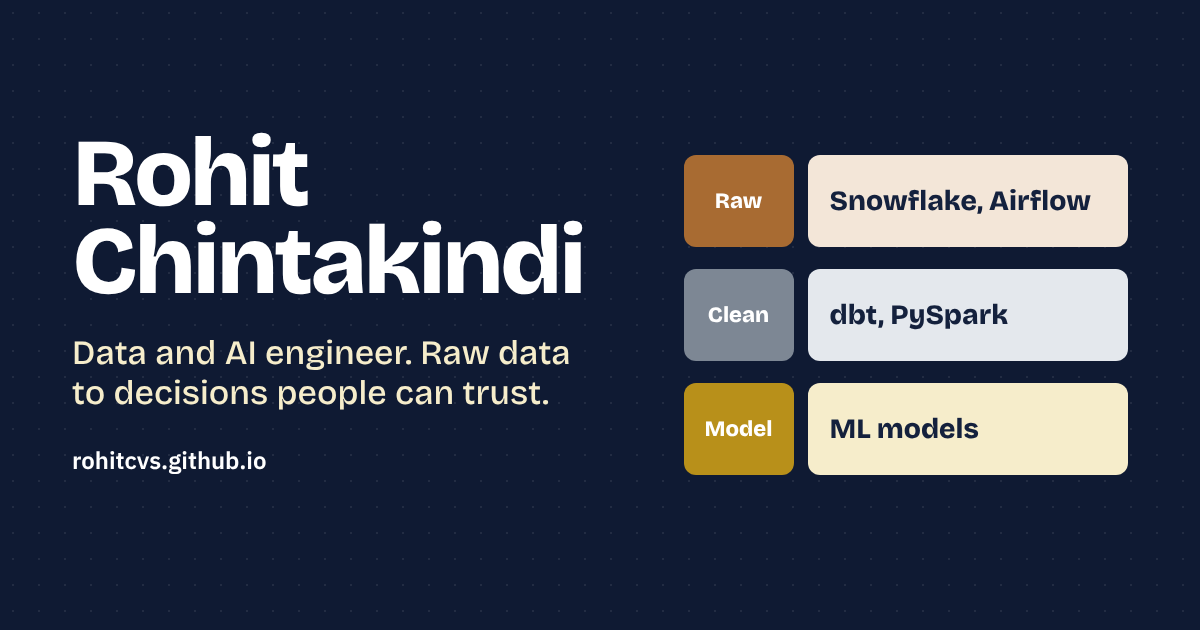 Rohit
Chintakindi
Data and AI engineer. Raw data
to decisions people can trust.
rohitcvs.github.io
Raw
Snowflake, Airflow
Clean
dbt, PySpark
Model
ML models